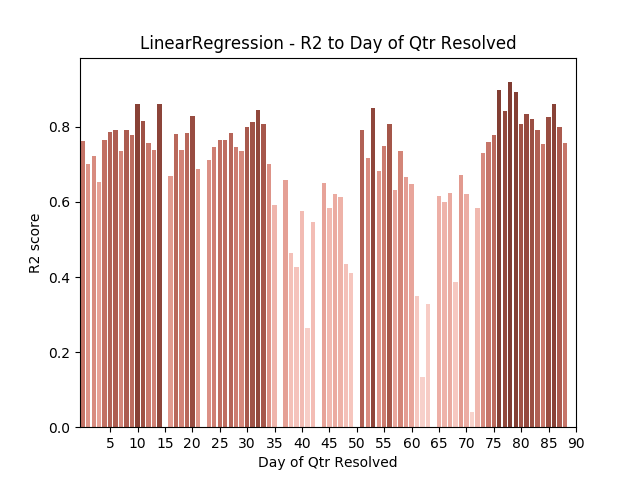 LinearRegression - R2 to Day of Qtr Resolved
R2 score
0.8
0.6
0.4
0.2
0.0
5 10 15 20 25 30 35 40 45 50 55 60 65 70 75 80 85 90
Day of Qtr Resolved